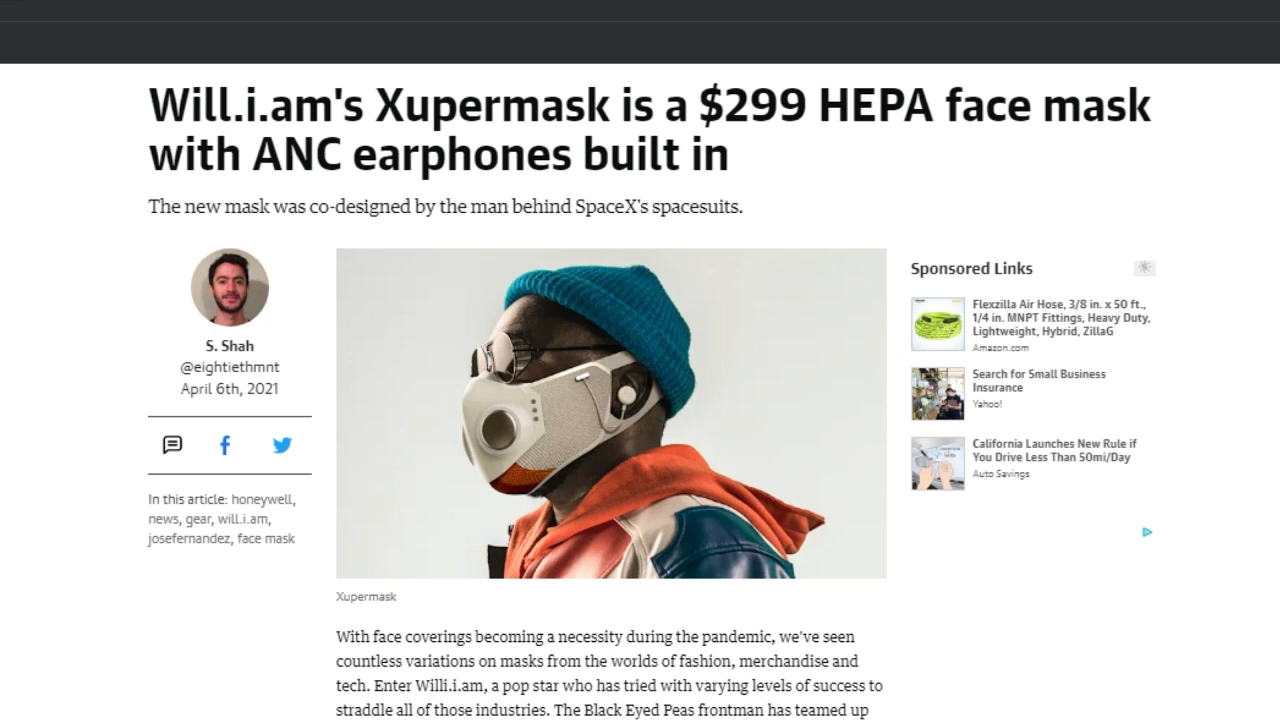 Will.i.am's Xupermask is a $299 HEPA face mask
with ANC earphones built in
The new mask was co-designed by the man behind SpaceX's spacesuits.
S. Shah
@eightiethmnt
April 6th, 2021
In this article: honeywell,
news, gear, will.i.am,
josefernandez, face mask
Xupermask
With face coverings becoming a necessity during the pandemic, we've seen
countless variations on masks from the worlds of fashion, merchandise and
tech. Enter Willi.i.am, a pop star who has tried with varying levels of success to
straddle all of those industries. The Black Eyed Peas frontman has teamed up
Sponsored Links
Flexzilla Air Hose, 3/8 in. x 50 ft.,
1/4 in. MNPT Fittings, Heavy Duty,
Lightweight, Hybrid, ZillaG
Amazon.com
Search for Small Business
Insurance
Yahoo!
California Launches New Rule if
You Drive Less Than 50mi/Day
Auto Savings